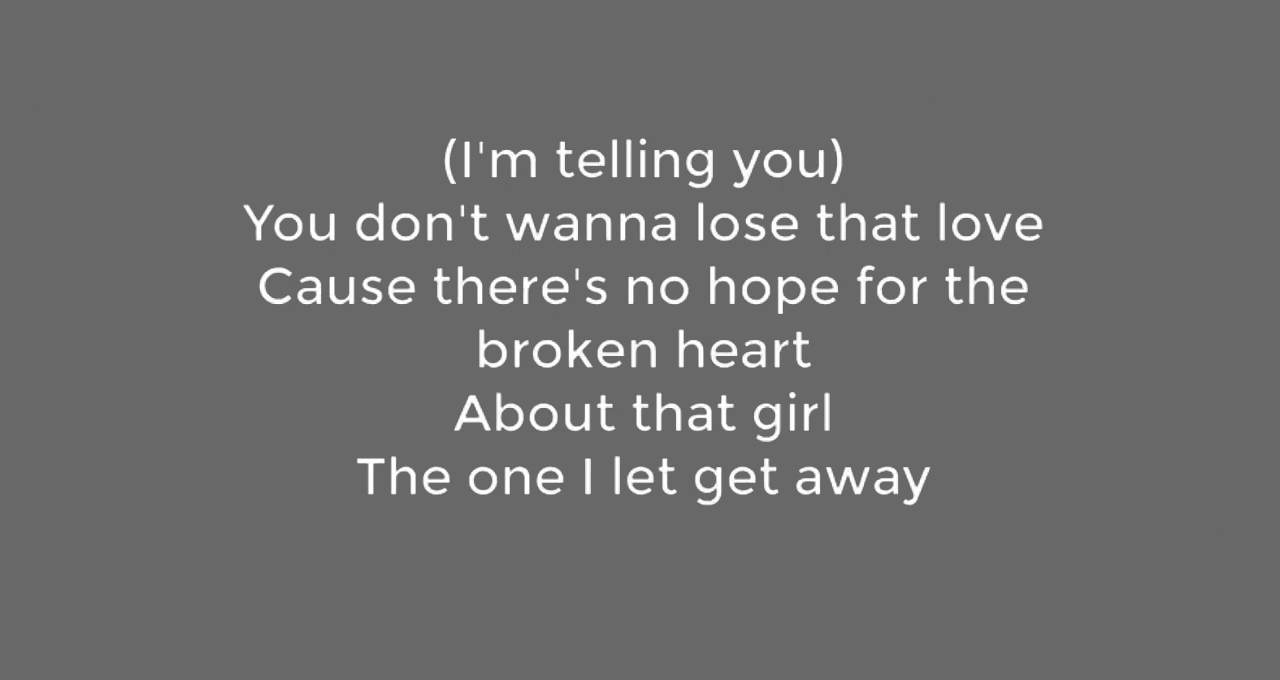 (I'm telling you)
You don't wanna lose that love
Cause there's no hope for the
broken heart
About that girl
The one I let get away